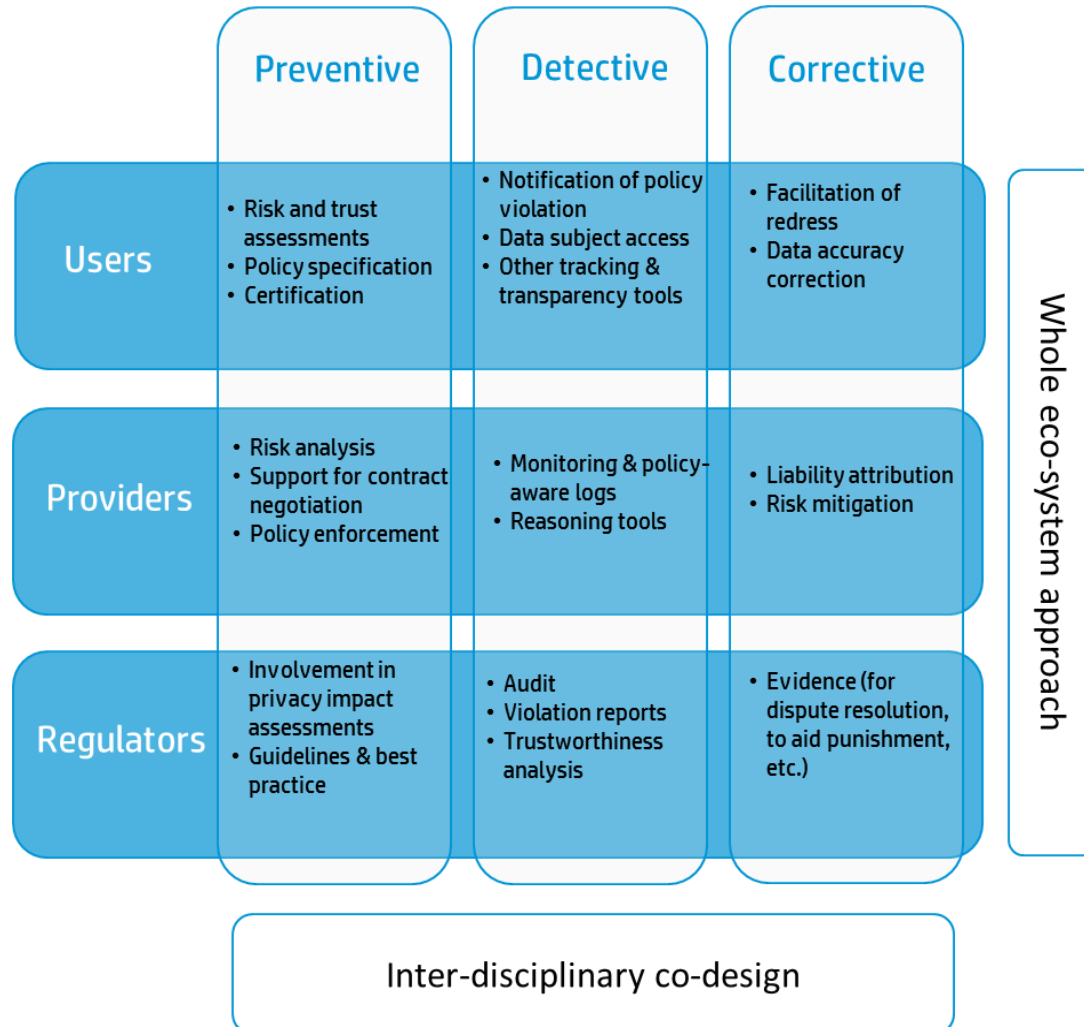 Preventive
Detective
Corrective
Users
• Risk and trust
assessments
• Policy specification
• Certification
• Notification of policy
violation
• Data subject access
• Other tracking &
transparency tools
• Facilitation of
redress
• Data accuracy
correction
Providers
• Risk analysis
• Support for contract
negotiation
• Policy enforcement
• Monitoring & policy-
aware logs
• Reasoning tools
• Liability attribution
• Risk mitigation
Regulators
• Involvement in
privacy impact
assessments
• Guidelines & best
practice
• Audit
• Violation reports
• Trustworthiness
analysis
• Evidence (for
dispute resolution,
to aid punishment,
etc.)
Whole eco-system approach
Inter-disciplinary co-design